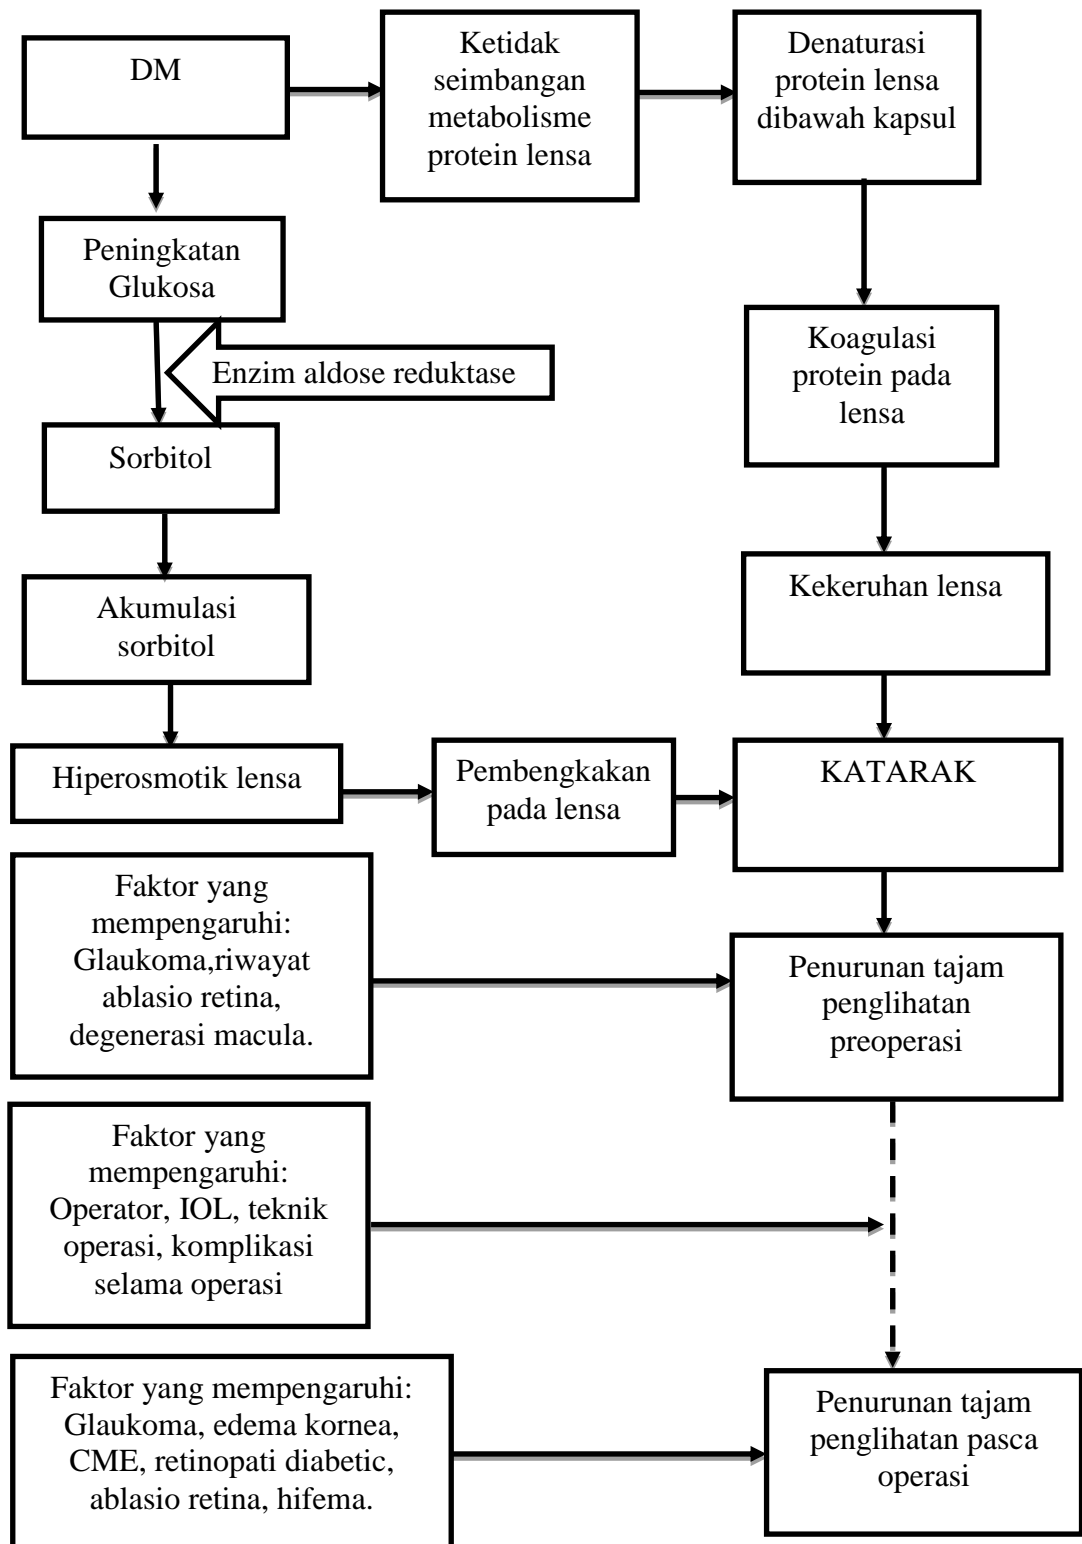 DM
Ketidak
seimbangan
metabolisme
protein lensa
Denaturasi
protein lensa
dibawah kapsul
Peningkatan
Glukosa
Enzim aldose reduktase
Koagulasi
protein pada
lensa
Sorbitol
Akumulasi
sorbitol
Kekeruhan lensa
Hiperosmotik lensa
Pembengkakan
pada lensa
KATARAK
Faktor yang
mempengaruhi:
Glaukoma,riwayat
ablasio retina,
degenerasi macula.
Penurunan tajam
penglihatan
preoperasi
Faktor yang
mempengaruhi:
Operator, IOL, teknik
operasi, komplikasi
selama operasi
Faktor yang mempengaruhi:
Glaukoma, edema kornea,
CME, retinopati diabetic,
ablasio retina, hifema.
Penurunan tajam
penglihatan pasca
operasi